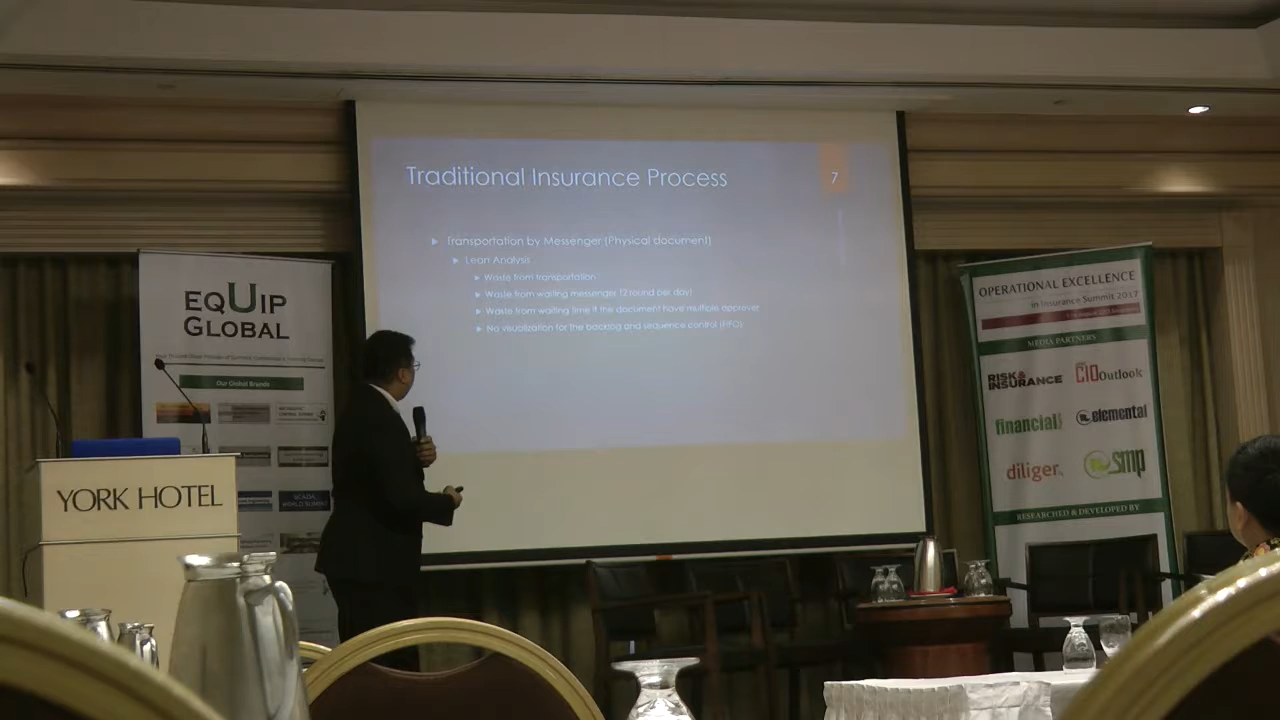 Traditional Insurance Process
7
Transportation by Messenger (Physical document)
Lean Analysis
Waste from transportation
Waste from waiting messenger (2 round per day)
Waste from waiting time if the document have multiple approver
No visualization for the backlog and sequence control (FIFO)
EQUIP
GLOBAL
Our Global Brands
SCADA
WORLD SUMMIT
YORK HOTEL
OPERATIONAL EXCELLENCE
in Insurance Summit 2017
MEDIA PARTNERS
RISK&
INSURANCE
CIOOutlook
financial
elemental
diliger
smp
RESEARCHED & DEVELOPED BY